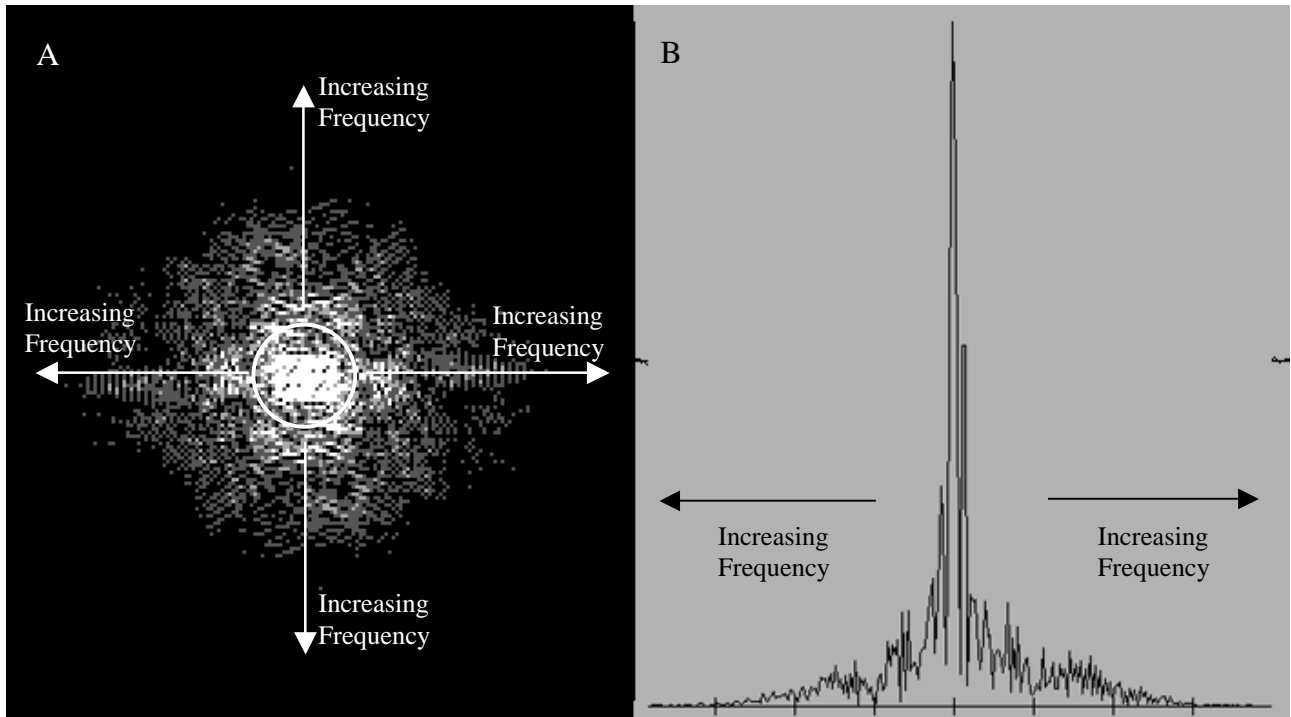 A
Increasing
Frequency
Increasing
Frequency
Increasing
Frequency
Increasing
Frequency
B
Increasing
Frequency
Increasing
Frequency